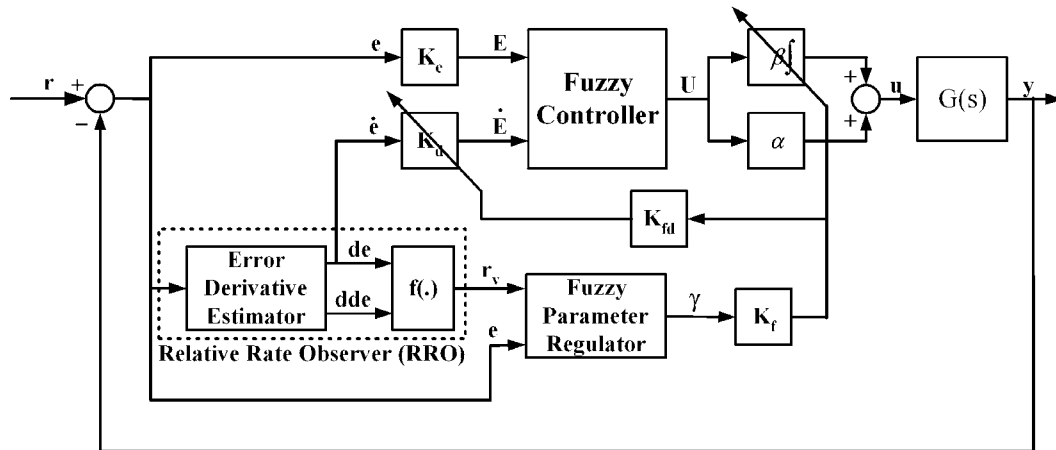 e
K_e
E
Fuzzy
Controller
U
β∫
+
+
u
G(s)
y
r
+
−
ė
K_d
Ė
α
K_fd
Error
Derivative
Estimator
de
dde
f(.)
r_v
e
Fuzzy
Parameter
Regulator
γ
K_f
Relative Rate Observer (RRO)